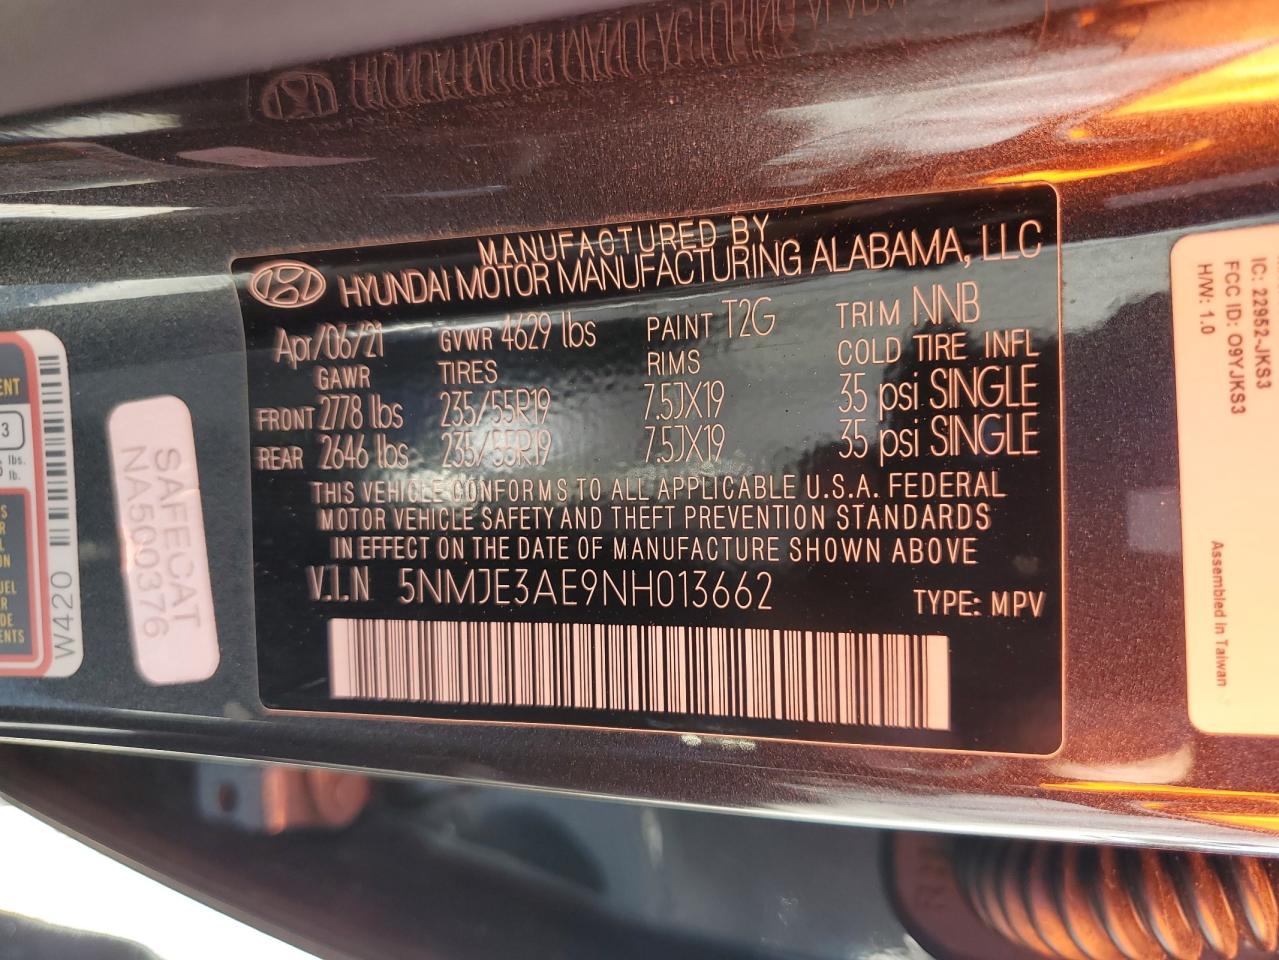 MANUFACTURED BY
HYUNDAI MOTOR MANUFACTURING ALABAMA, LLC
Apr/06/21 GVWR 4629 lbs PAINT T2G TRIM NNB
GAWR TIRES RIMS COLD TIRE INFL
FRONT 2778 lbs 235/55R19 7.5JX19 35 psi SINGLE
REAR 2646 lbs 235/55R19 7.5JX19 35 psi SINGLE
THIS VEHICLE CONFORMS TO ALL APPLICABLE U.S.A. FEDERAL
MOTOR VEHICLE SAFETY AND THEFT PREVENTION STANDARDS
IN EFFECT ON THE DATE OF MANUFACTURE SHOWN ABOVE
V.I.N 5NMJE3AE9NH013662 TYPE: MPV
W420
SAFECAT
NA500376
IC: 22952-JKS3
FCC ID: O9YJKS3
H/W: 1.0
Assembled in Taiwan
lbs.
lb.